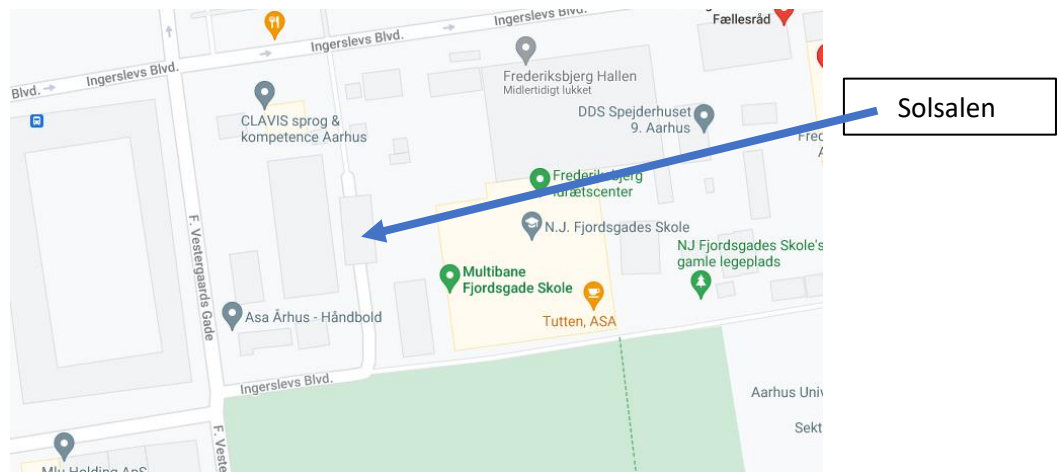 Ingerslevs Blvd.
Fællesråd
Ingerslevs Blvd.
Ingerslevs Blvd.
Blvd.
Frederiksbjerg Hallen
Midlertidigt lukket
Solsalen
CLAVIS sprog &
kompetence Aarhus
DDS Spejderhuset
9. Aarhus
Frederiksbjerg
Idrætscenter
N.J. Fjordsgades Skole
F. Vestergaards Gade
NJ Fjordsgades Skole's
gamle legeplads
Multibane
Fjordsgade Skole
Asa Århus - Håndbold
Tutten, ASA
Ingerslevs Blvd.
Aarhus